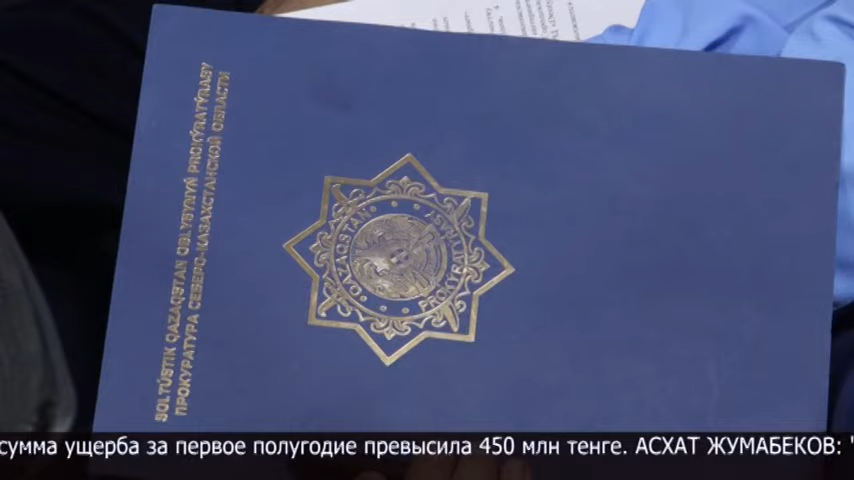 SOLTÚSTIK QAZAQSTAN OBLYSYNYŃ PROKÝRATÝRASY
ПРОКУРАТУРА СЕВЕРО-КАЗАХСТАНСКОЙ ОБЛАСТИ
QAZAQSTAN
PROKÝRATÝRASY
сумма ущерба за первое полугодие превысила 450 млн тенге. АСХАТ ЖУМАБЕКОВ: "